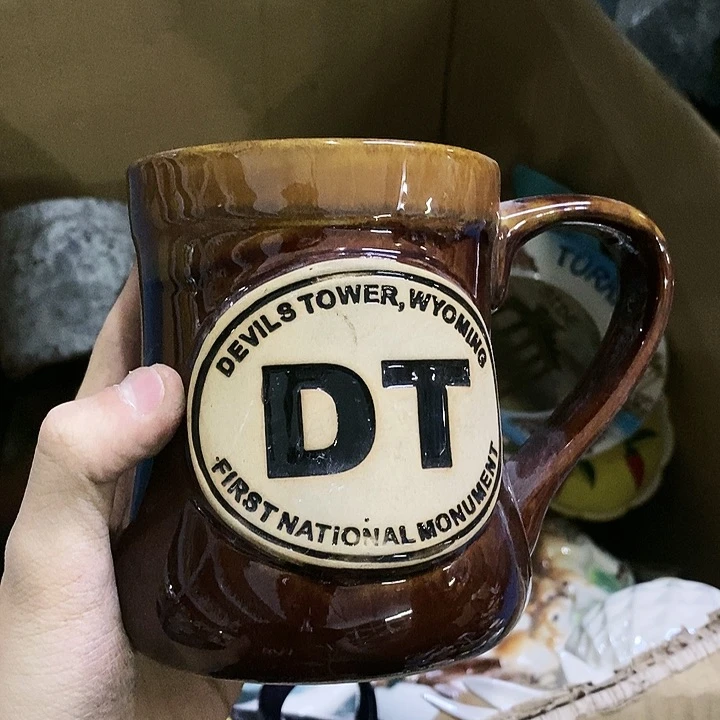 DEVILS TOWER, WYOMING
DT
FIRST NATIONAL MONUMENT